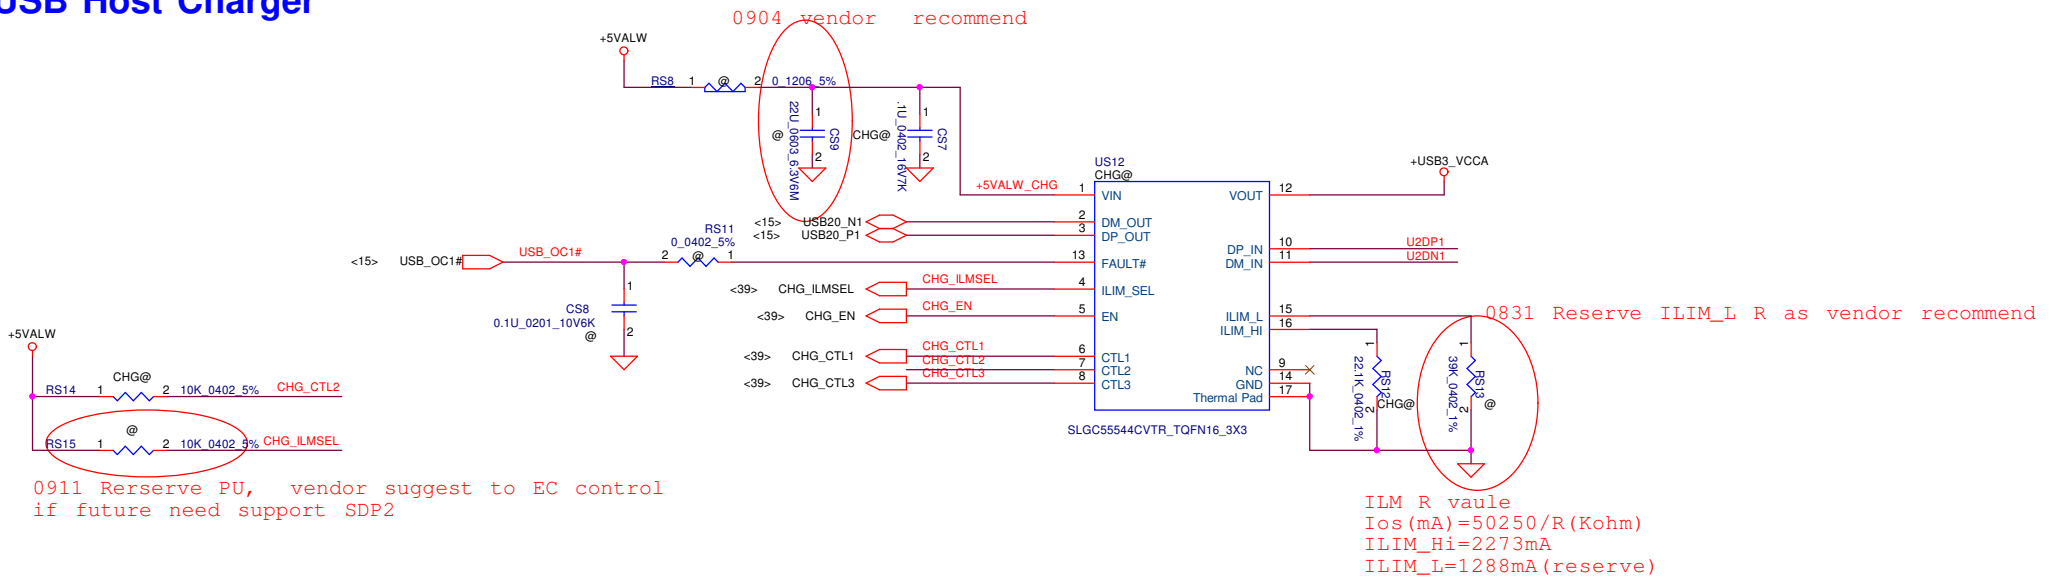 USB Host Charger
0904 vendor recommend
+5VALW
RS8 1 @ 2 0_1206_5%
1
22U_0603_6.3V6M
@
CS9
2
CHG@
1
.1U_0402_16V7K
CS7
2
US12
CHG@
+5VALW_CHG 1 VIN
VOUT 12
+USB3_VCCA
<15> USB20_N1 2 DM_OUT
<15> USB20_P1 3 DP_OUT
DP_IN 10 U2DP1
DM_IN 11 U2DN1
RS11
0_0402_5%
<15> USB_OC1# USB_OC1# 2 @ 1 13 FAULT#
1
CS8
0.1U_0201_10V6K
@
2
<39> CHG_ILMSEL CHG_ILMSEL 4 ILIM_SEL
<39> CHG_EN CHG_EN 5 EN
<39> CHG_CTL1 CHG_CTL1 6 CTL1
CHG_CTL2 7 CTL2
<39> CHG_CTL3 CHG_CTL3 8 CTL3
ILIM_L 15
ILIM_HI 16
NC 9
GND 14
Thermal Pad 17
SLGC55544CVTR_TQFN16_3X3
0831 Reserve ILIM_L R as vendor recommend
1
22.1K_0402_1%
RS12
CHG@
2
1
39K_0402_1%
RS13
@
2
+5VALW
CHG@
RS14 1 2 10K_0402_5% CHG_CTL2
@
RS15 1 2 10K_0402_5% CHG_ILMSEL
0911 Rerserve PU, vendor suggest to EC control
if future need support SDP2
ILM R vaule
Ios(mA)=50250/R(Kohm)
ILIM_Hi=2273mA
ILIM_L=1288mA(reserve)